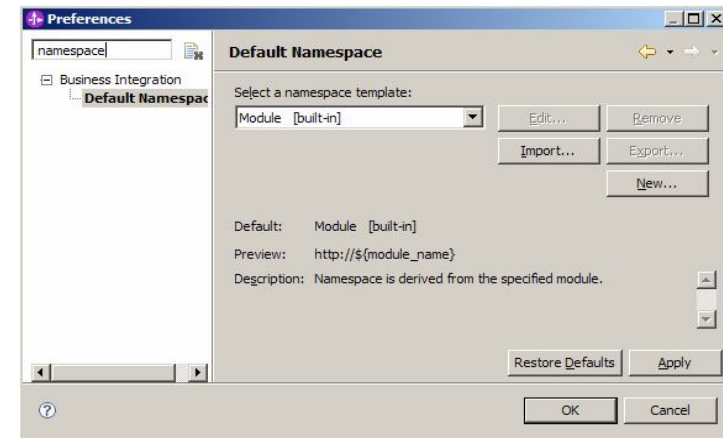 Preferences
namespace
Business Integration
Default Namespac
Default Namespace
Select a namespace template:
Module [built-in]
Edit...
Remove
Import...
Export...
New...
Default: Module [built-in]
Preview: http://${module_name}
Description: Namespace is derived from the specified module.
Restore Defaults
Apply
OK
Cancel